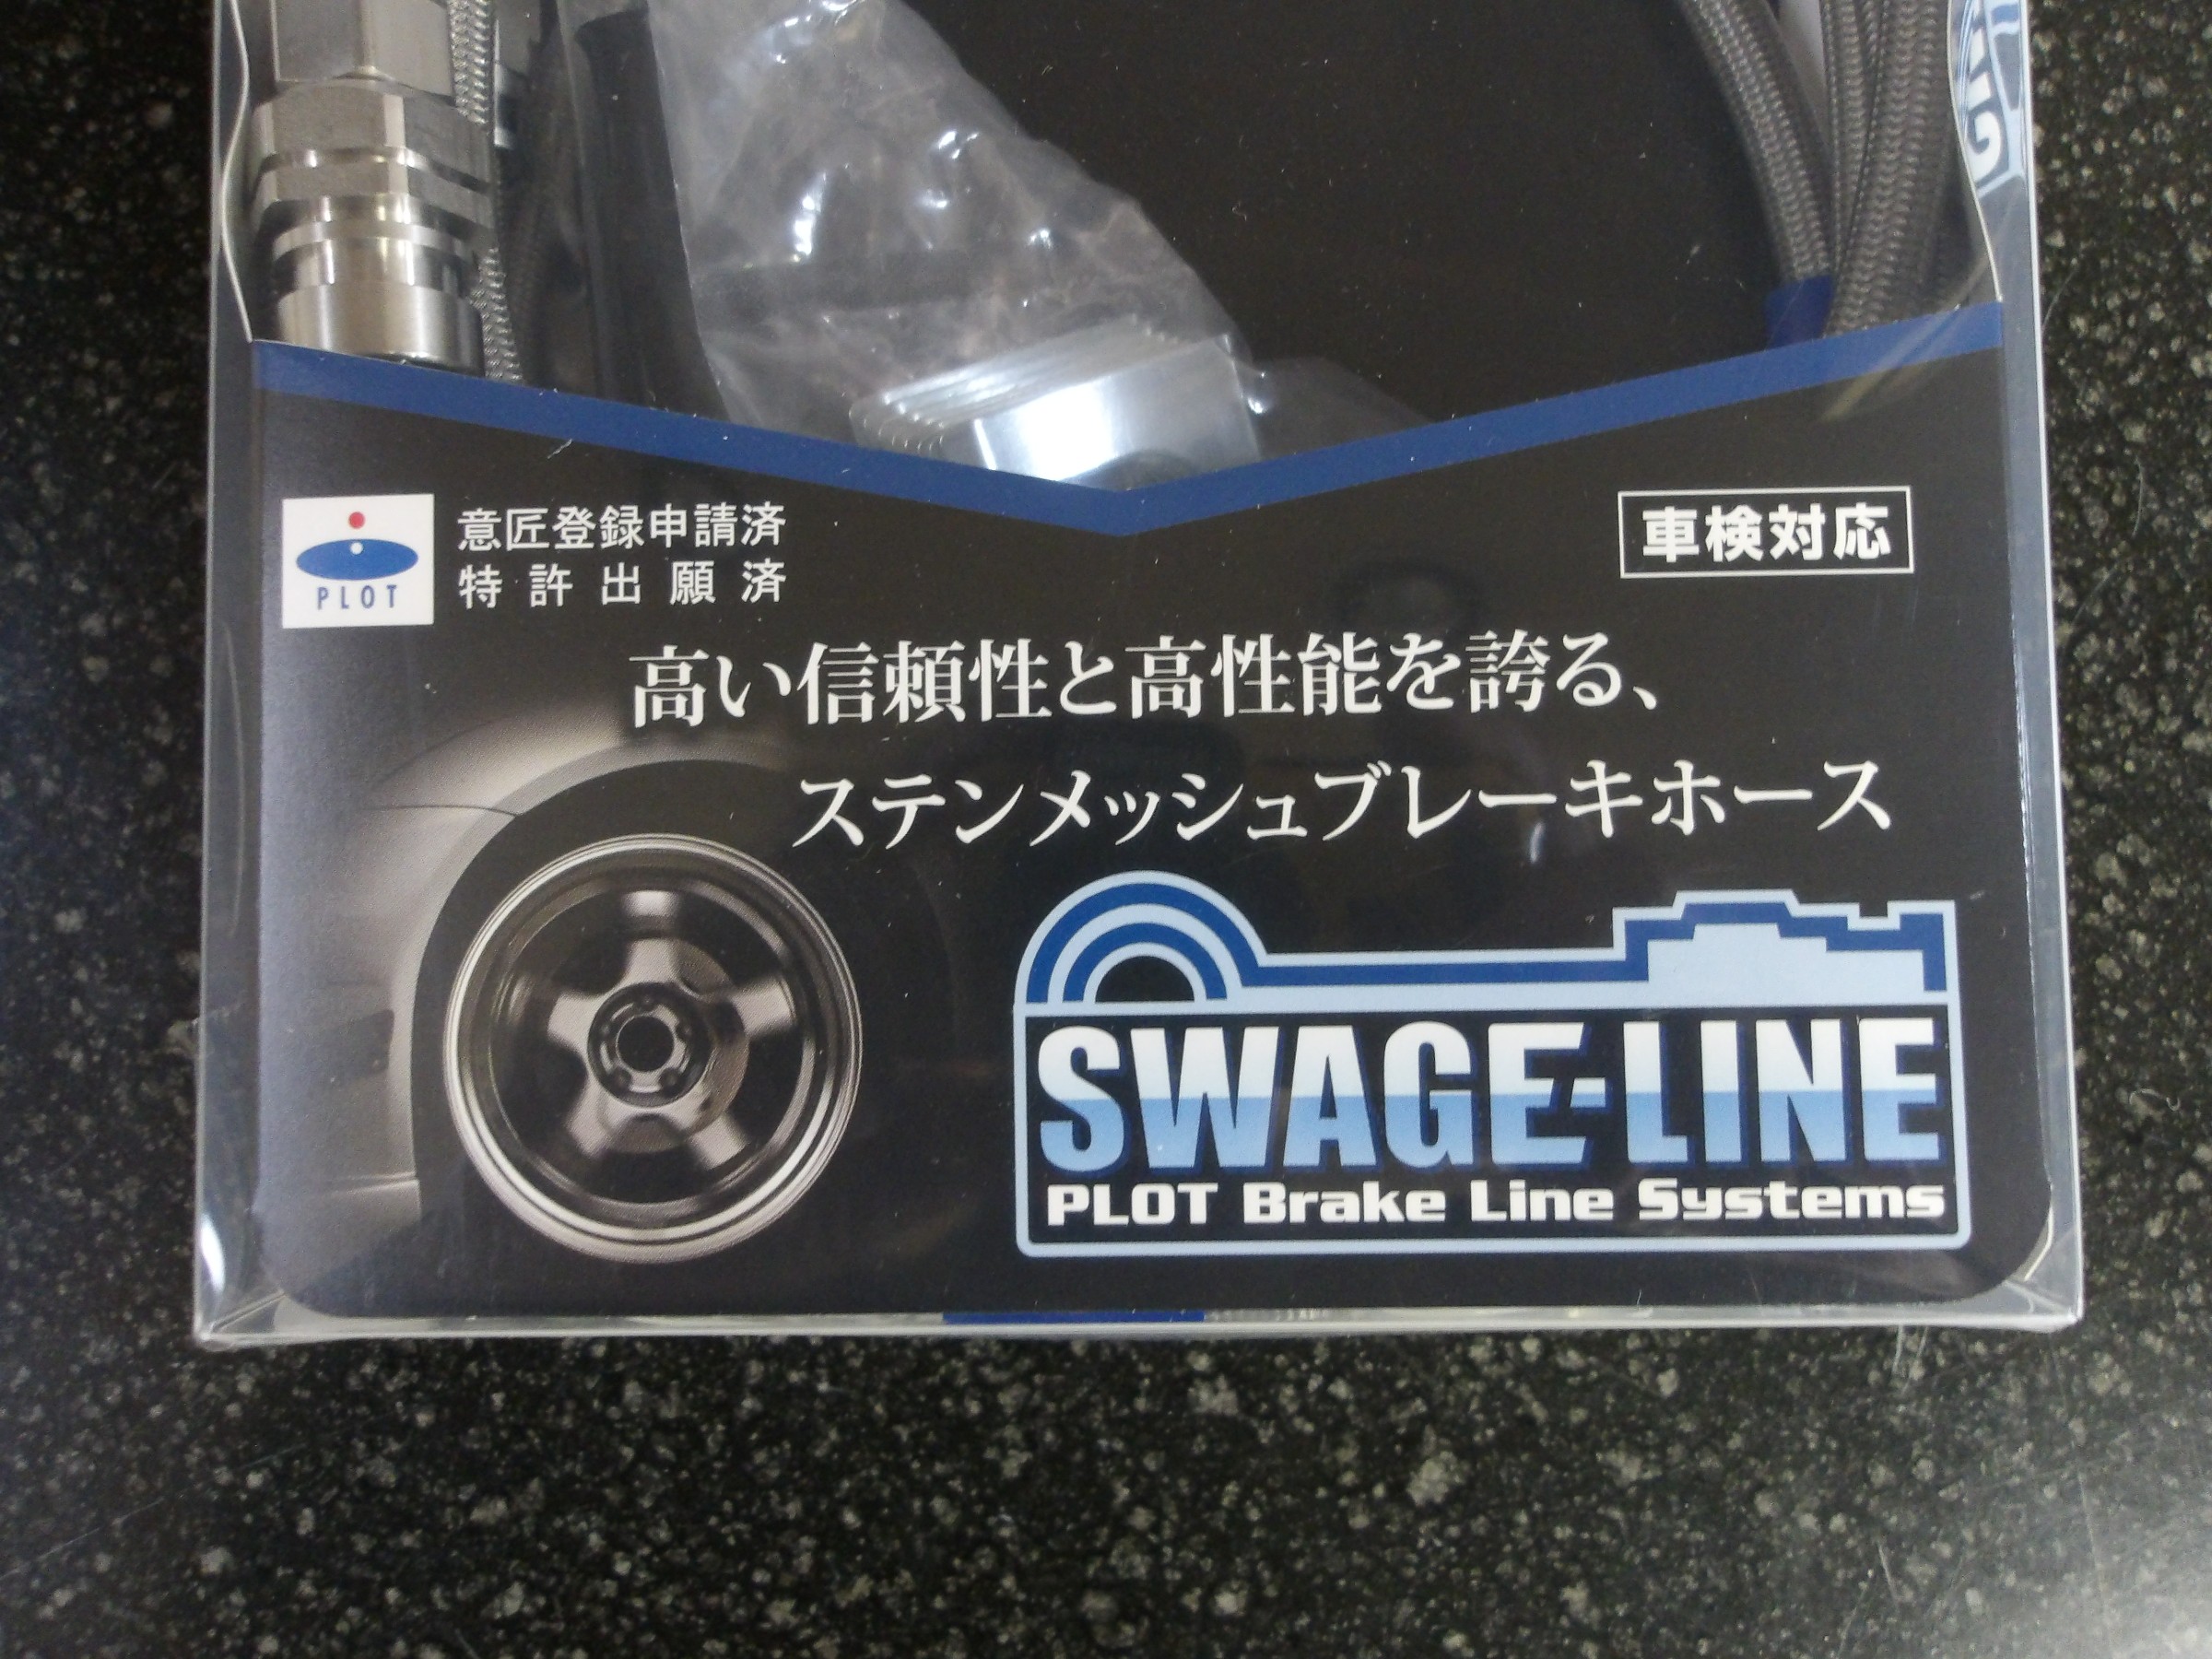 PLOT
意匠登録申請済
特許出願済
車検対応
高い信頼性と高性能を誇る、
ステンメッシュブレーキホース
SWAGE-LINE
PLOT Brake Line Systems